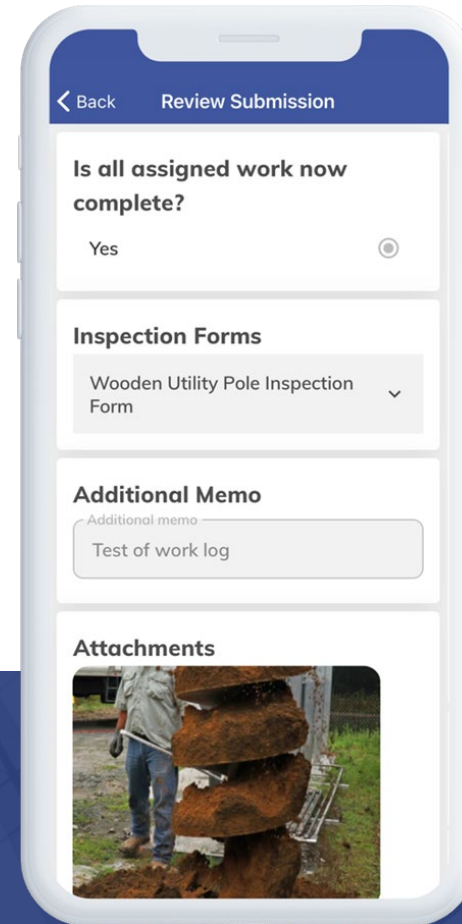 Back
Review Submission
Is all assigned work now
complete?
Yes
Inspection Forms
Wooden Utility Pole Inspection
Form
Additional Memo
Additional memo
Test of work log
Attachments